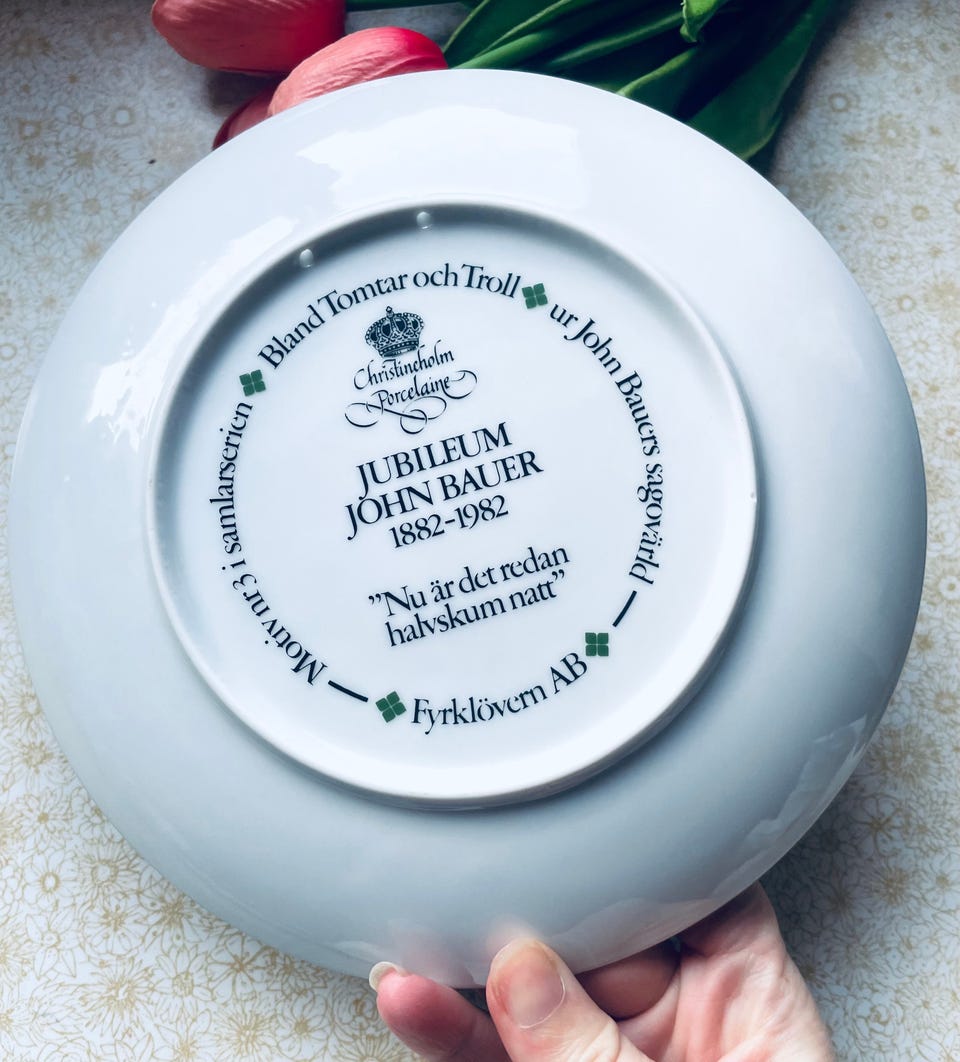 Motiv nr 3 i samlarserien Bland Tomtar och Troll ur John Bauers sagovärld — Fyrklövern AB —
Christineholm
Porcelaine
JUBILEUM
JOHN BAUER
1882-1982
”Nu är det redan
halvskum natt”